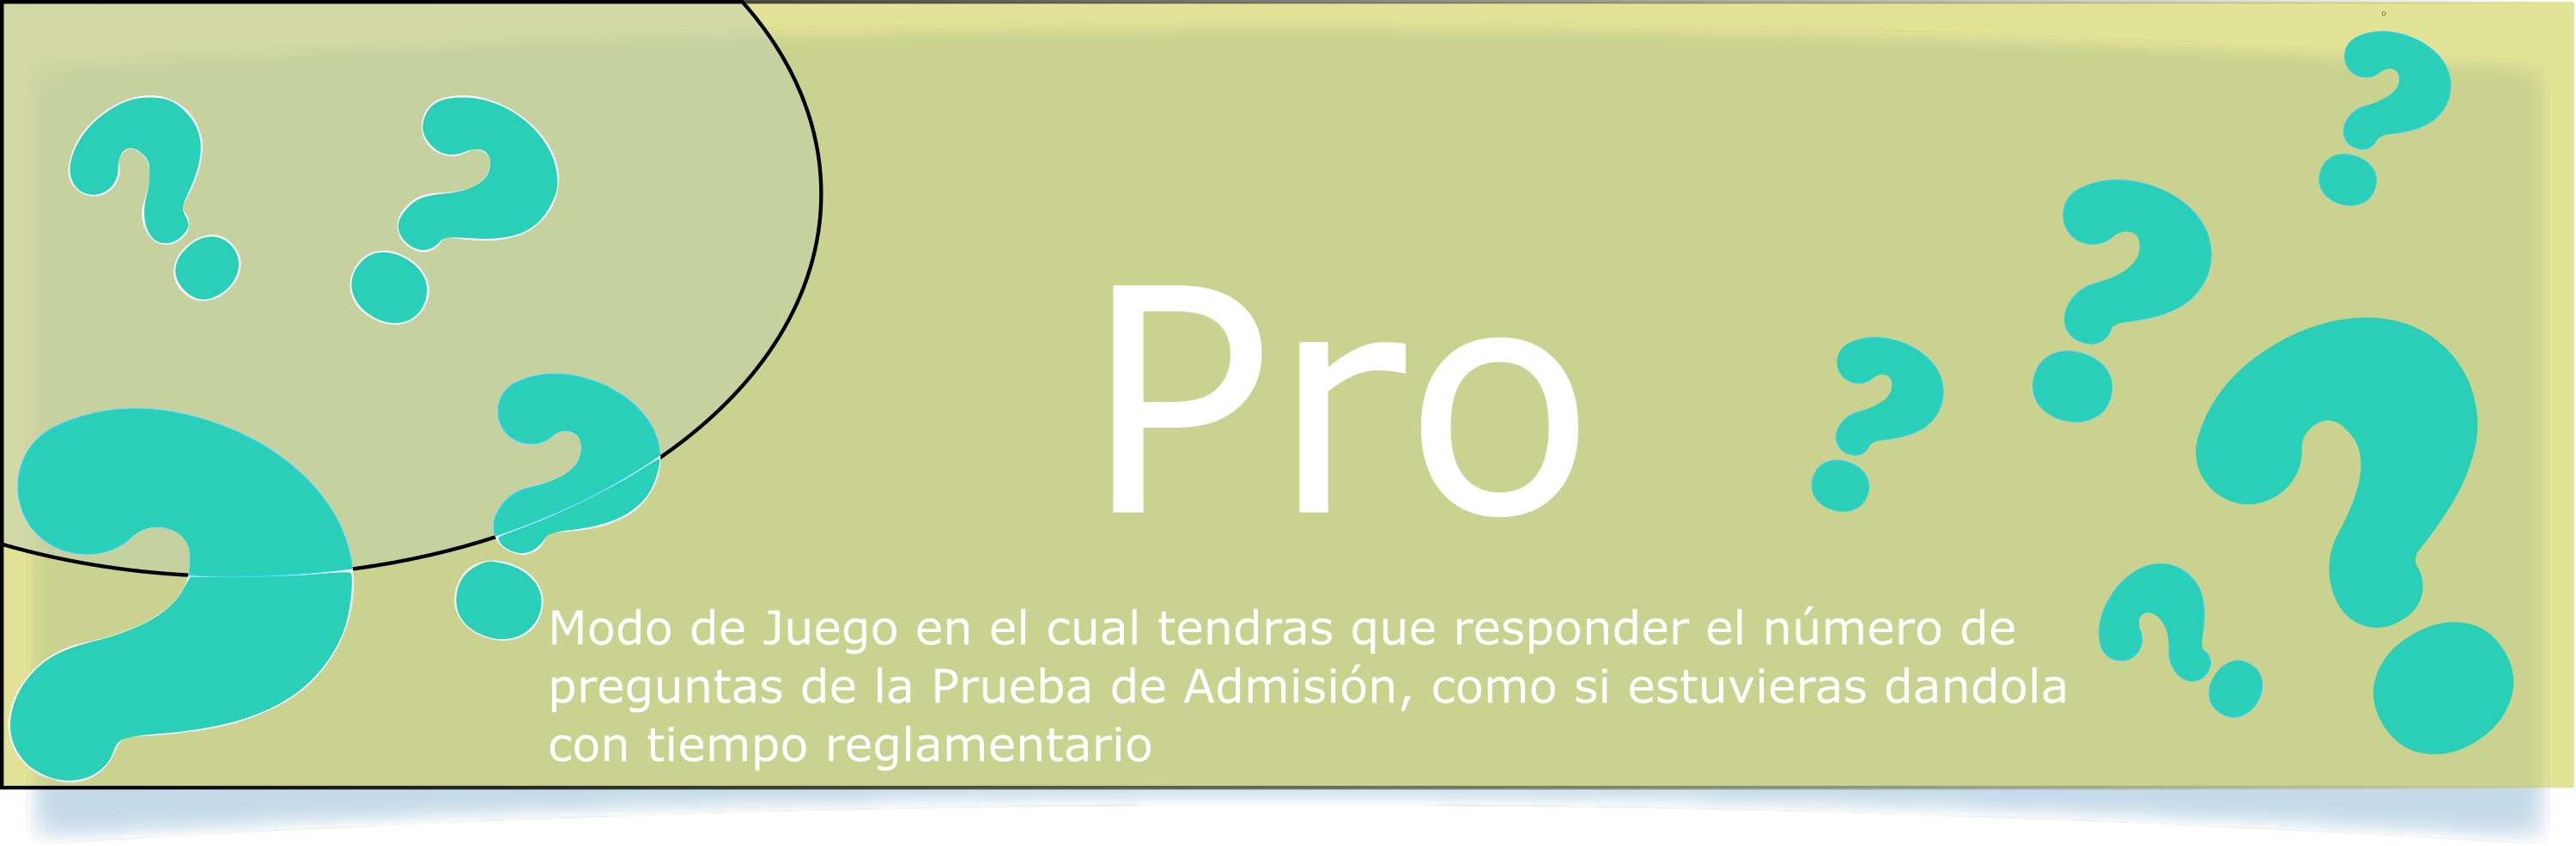 Pro
Modo de Juego en el cual tendras que responder el número de
preguntas de la Prueba de Admisión, como si estuvieras dandola
con tiempo reglamentario